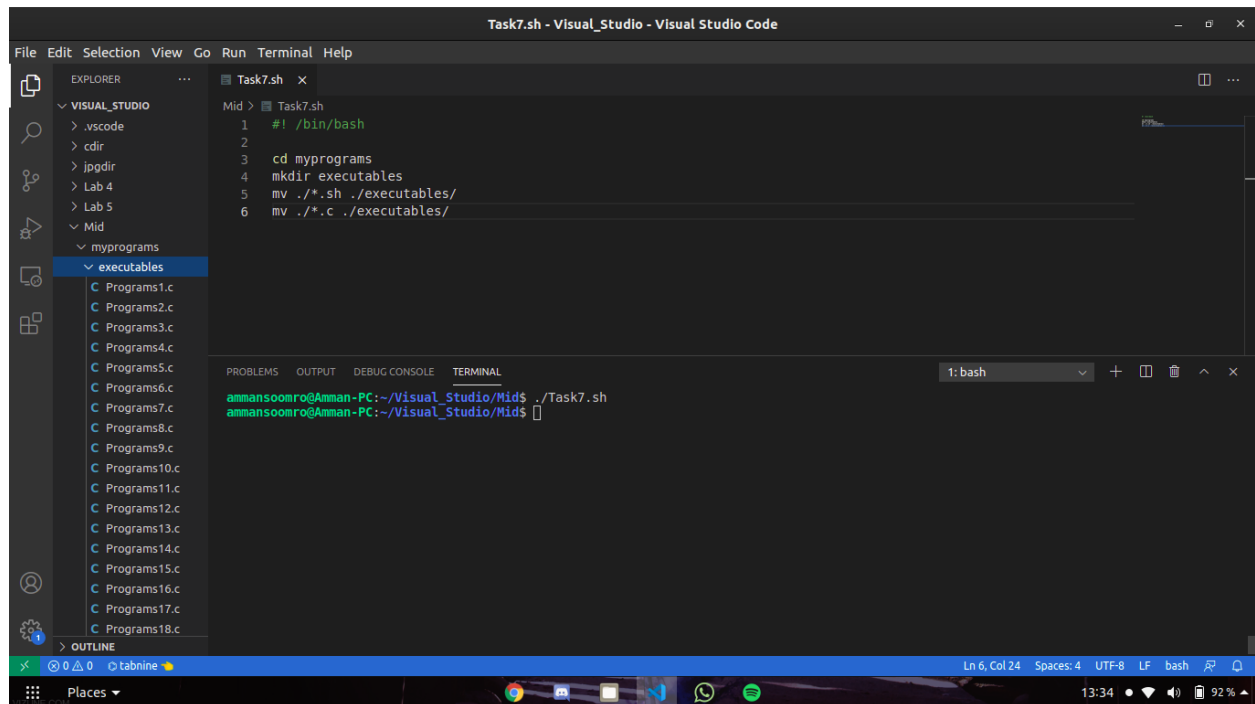 Task7.sh - Visual_Studio - Visual Studio Code
File Edit Selection View Go Run Terminal Help
EXPLORER ...
VISUAL_STUDIO
.vscode
cdir
jpgdir
Lab 4
Lab 5
Mid
myprograms
executables
C Programs1.c
C Programs2.c
C Programs3.c
C Programs4.c
C Programs5.c
C Programs6.c
C Programs7.c
C Programs8.c
C Programs9.c
C Programs10.c
C Programs11.c
C Programs12.c
C Programs13.c
C Programs14.c
C Programs15.c
C Programs16.c
C Programs17.c
C Programs18.c
OUTLINE
1
Task7.sh
Mid > Task7.sh
1 #! /bin/bash
2
3 cd myprograms
4 mkdir executables
5 mv ./*.sh ./executables/
6 mv ./*.c ./executables/
PROBLEMS OUTPUT DEBUG CONSOLE TERMINAL 1: bash
ammansoomro@Amman-PC:~/Visual_Studio/Mid$ ./Task7.sh
ammansoomro@Amman-PC:~/Visual_Studio/Mid$
0 0 tabnine Ln 6, Col 24 Spaces: 4 UTF-8 LF bash
Places 13:34 92 %